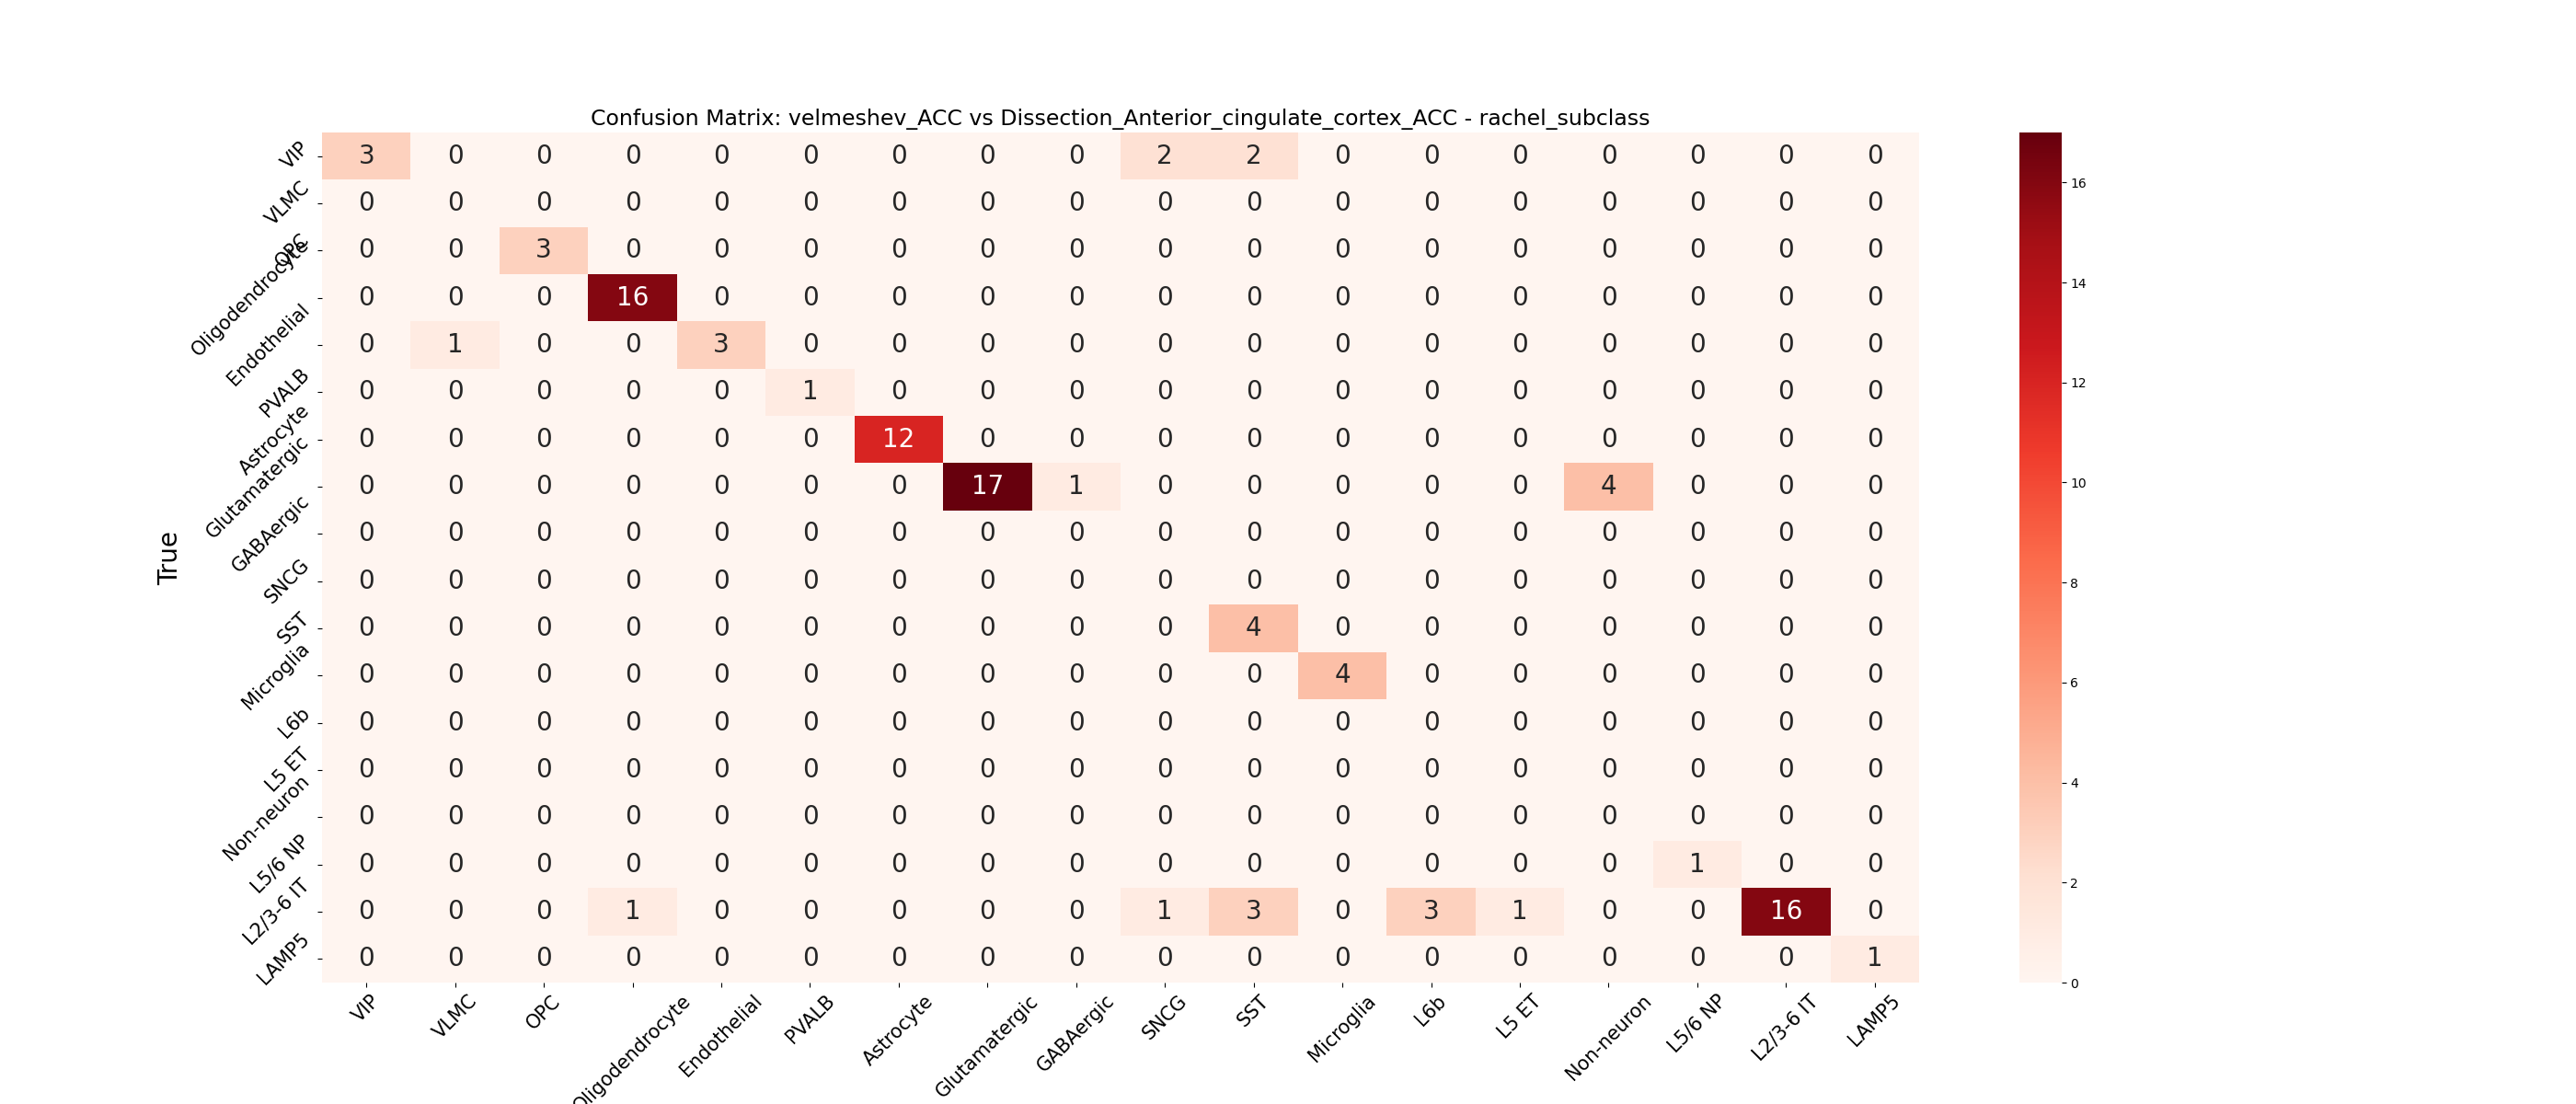 Confusion Matrix: velmeshev_ACC vs Dissection_Anterior_cingulate_cortex_ACC - rachel_subclass
VIP 3 0 0 0 0 0 0 0 0 2 2 0 0 0 0 0 0 0
VLMC 0 0 0 0 0 0 0 0 0 0 0 0 0 0 0 0 0 0
OPC 0 0 3 0 0 0 0 0 0 0 0 0 0 0 0 0 0 0
Oligodendrocyte 0 0 0 16 0 0 0 0 0 0 0 0 0 0 0 0 0 0
Endothelial 0 1 0 0 3 0 0 0 0 0 0 0 0 0 0 0 0 0
PVALB 0 0 0 0 0 1 0 0 0 0 0 0 0 0 0 0 0 0
Astrocyte 0 0 0 0 0 0 12 0 0 0 0 0 0 0 0 0 0 0
Glutamatergic 0 0 0 0 0 0 0 17 1 0 0 0 0 0 4 0 0 0
GABAergic 0 0 0 0 0 0 0 0 0 0 0 0 0 0 0 0 0 0
SNCG 0 0 0 0 0 0 0 0 0 0 0 0 0 0 0 0 0 0
SST 0 0 0 0 0 0 0 0 0 0 4 0 0 0 0 0 0 0
Microglia 0 0 0 0 0 0 0 0 0 0 0 4 0 0 0 0 0 0
L6b 0 0 0 0 0 0 0 0 0 0 0 0 0 0 0 0 0 0
L5 ET 0 0 0 0 0 0 0 0 0 0 0 0 0 0 0 0 0 0
Non-neuron 0 0 0 0 0 0 0 0 0 0 0 0 0 0 0 0 0 0
L5/6 NP 0 0 0 0 0 0 0 0 0 0 0 0 0 0 0 1 0 0
L2/3-6 IT 0 0 0 1 0 0 0 0 0 1 3 0 3 1 0 0 16 0
LAMP5 0 0 0 0 0 0 0 0 0 0 0 0 0 0 0 0 0 1
True
VIP VLMC OPC Oligodendrocyte Endothelial PVALB Astrocyte Glutamatergic GABAergic SNCG SST Microglia L6b L5 ET Non-neuron L5/6 NP L2/3-6 IT LAMP5
16
14
12
10
8
6
4
2
0